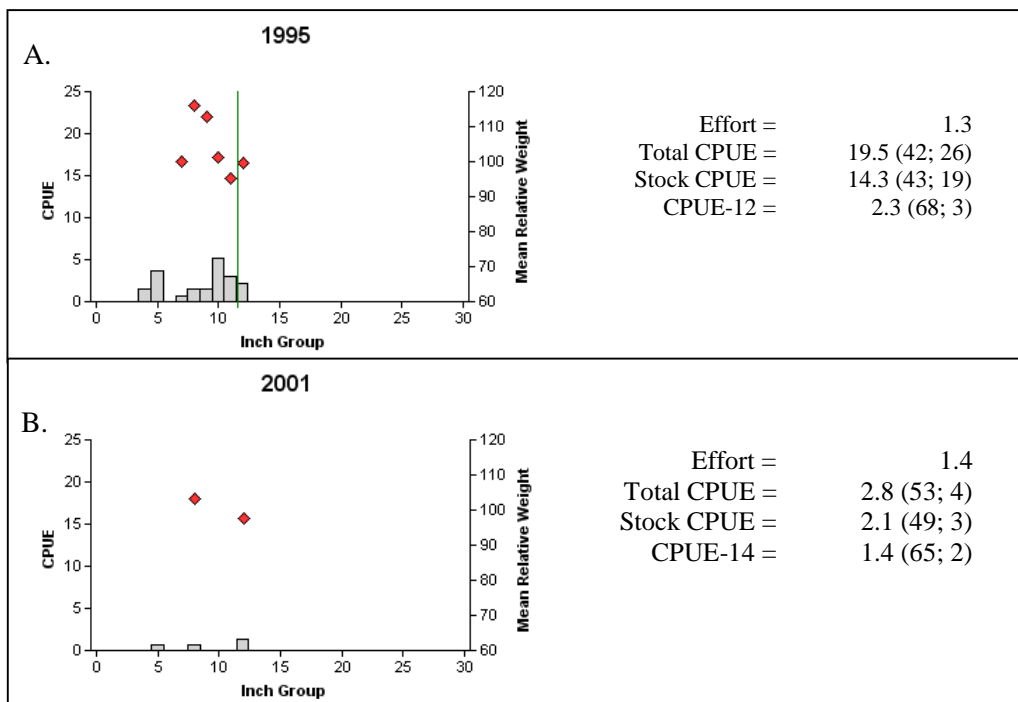 1995
A.
25
20
15
10
5
0
CPUE
0 5 10 15 20 25 30
Inch Group
120
110
100
90
80
70
60
Mean Relative Weight
Effort = 1.3
Total CPUE = 19.5 (42; 26)
Stock CPUE = 14.3 (43; 19)
CPUE-12 = 2.3 (68; 3)
2001
B.
25
20
15
10
5
0
CPUE
0 5 10 15 20 25 30
Inch Group
120
110
100
90
80
70
60
Mean Relative Weight
Effort = 1.4
Total CPUE = 2.8 (53; 4)
Stock CPUE = 2.1 (49; 3)
CPUE-14 = 1.4 (65; 2)